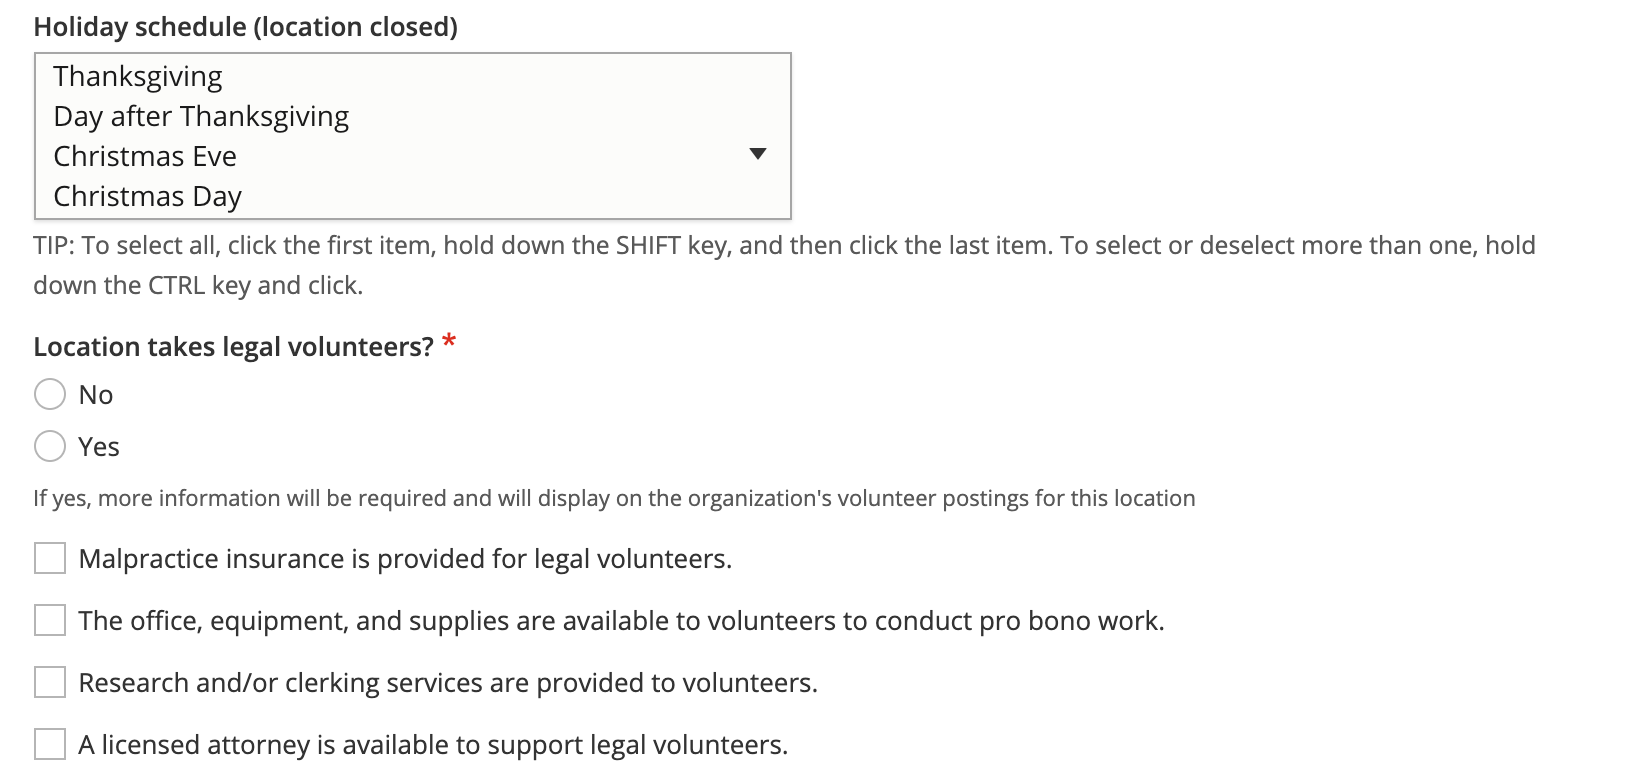 Holiday schedule (location closed)
Thanksgiving
Day after Thanksgiving
Christmas Eve
Christmas Day
TIP: To select all, click the first item, hold down the SHIFT key, and then click the last item. To select or deselect more than one, hold
down the CTRL key and click.
Location takes legal volunteers? *
No
Yes
If yes, more information will be required and will display on the organization's volunteer postings for this location
Malpractice insurance is provided for legal volunteers.
The office, equipment, and supplies are available to volunteers to conduct pro bono work.
Research and/or clerking services are provided to volunteers.
A licensed attorney is available to support legal volunteers.